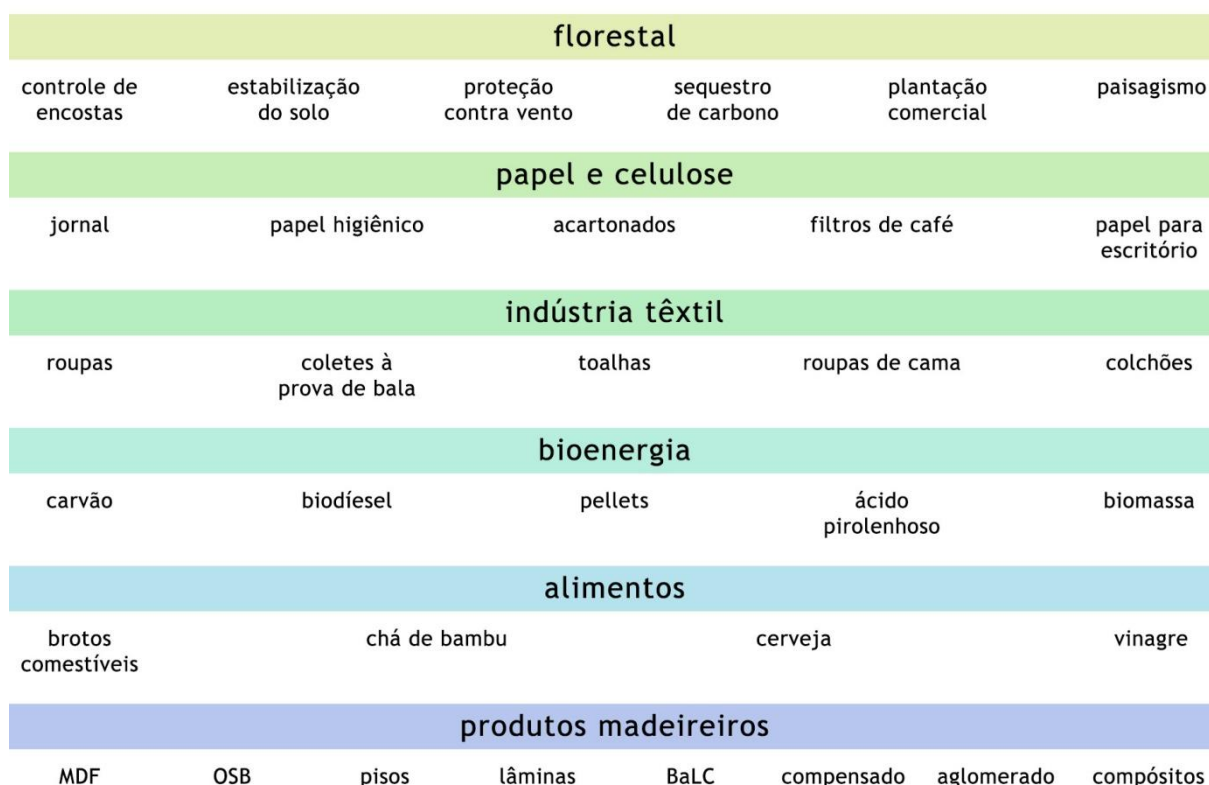 florestal
controle de encostas
estabilização do solo
proteção contra vento
sequestro de carbono
plantação comercial
paisagismo
papel e celulose
jornal
papel higiênico
acartonados
filtros de café
papel para escritório
indústria têxtil
roupas
coletes à prova de bala
toalhas
roupas de cama
colchões
bioenergia
carvão
biodíesel
pellets
ácido pirolenhoso
biomassa
alimentos
brotos comestíveis
chá de bambu
cerveja
vinagre
produtos madeireiros
MDF
OSB
pisos
lâminas
BaLC
compensado
aglomerado
compósitos